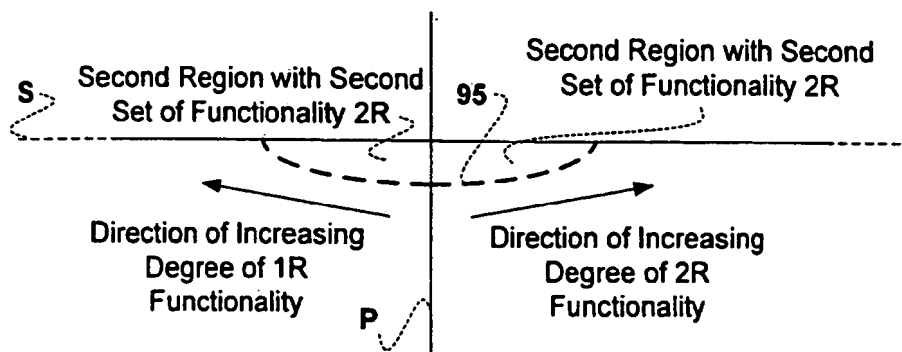 S
Second Region with Second
Set of Functionality 2R
95
Second Region with Second
Set of Functionality 2R
Direction of Increasing
Degree of 1R
Functionality
Direction of Increasing
Degree of 2R
Functionality
P